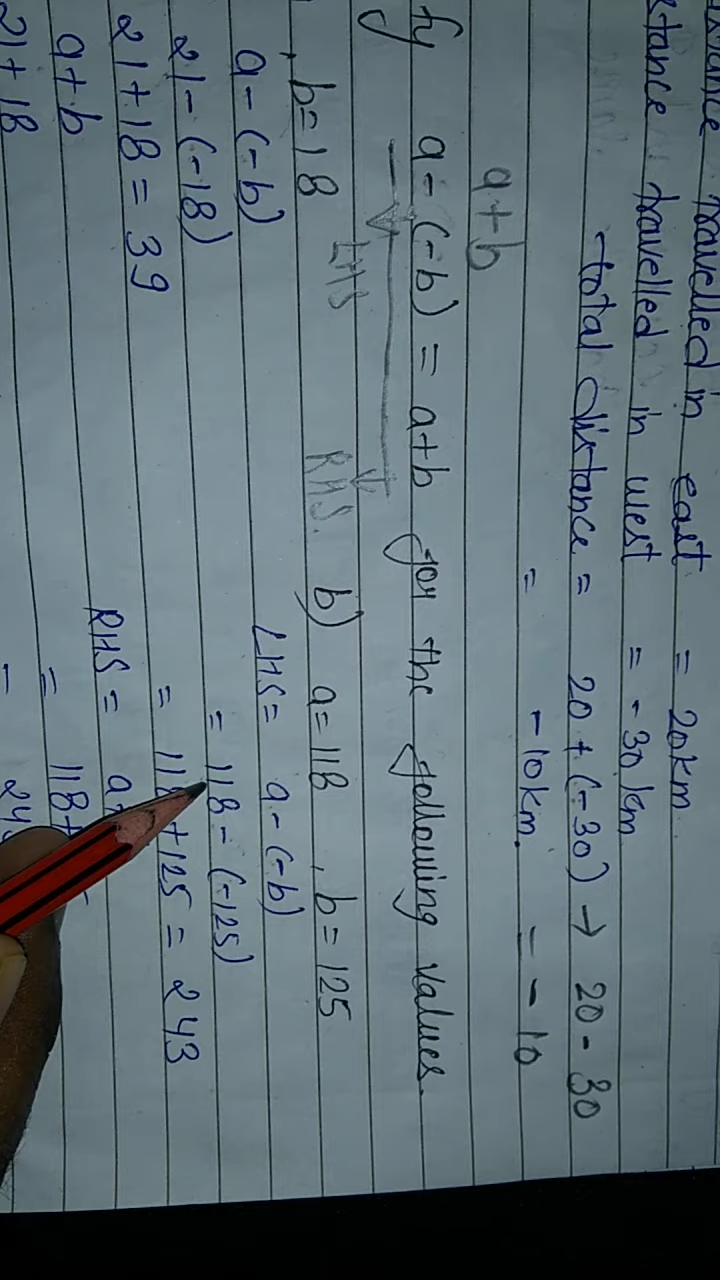 travelled in east = 20km
stance travelled in west = - 30 km
total distance = 20 + (-30) → 20 - 30
= -10km. = - 10
a+b
fy a - (-b) = a+b for the following values.
LHS RHS.
, b = 18 b) a = 118 , b = 125
a - (-b) LHS = a - (-b)
21 - (-18) = 118 - (-125)
21 + 18 = 39 = 118 + 125 = 243
a + b RHS = a+
21 + 18 = 118+
= 243